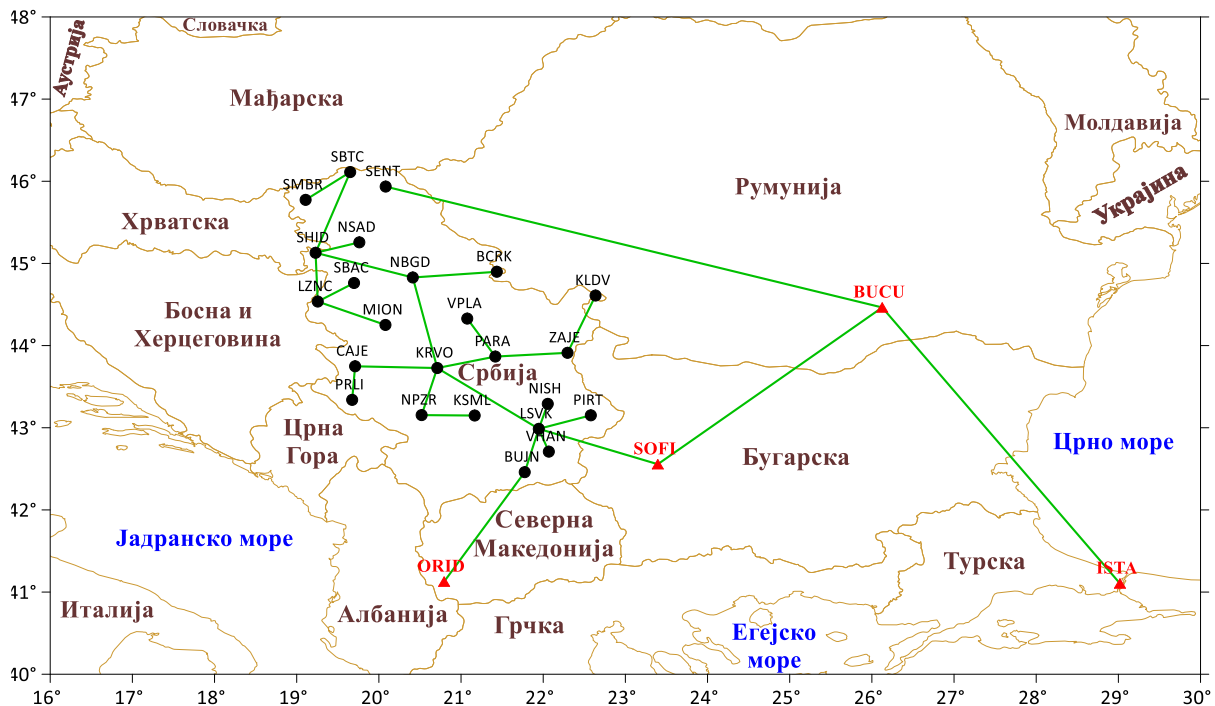 48°
Словачка
Аустрија
47°
Мађарска
Молдавија
SBTC
46°
SENT
SMBR
Румунија
Украјина
Хрватска
NSAD
SHID
45°
NBGD
BCRK
SBAC
LZNC
KLDV
BUCU
MION
VPLA
Босна и
Херцеговина
44°
CAJE
KRVO
PARA
ZAJE
Србија
PRLI
NPZR
KSML
NISH
PIRT
LSVK
43°
Црна
Гора
VHAN
BUJN
SOFI
Бугарска
Црно море
42°
Северна
Македонија
Јадранско море
ORID
Турска
ISTA
41°
Италија
Албанија
Грчка
Егејско
море
40°
16° 17° 18° 19° 20° 21° 22° 23° 24° 25° 26° 27° 28° 29° 30°